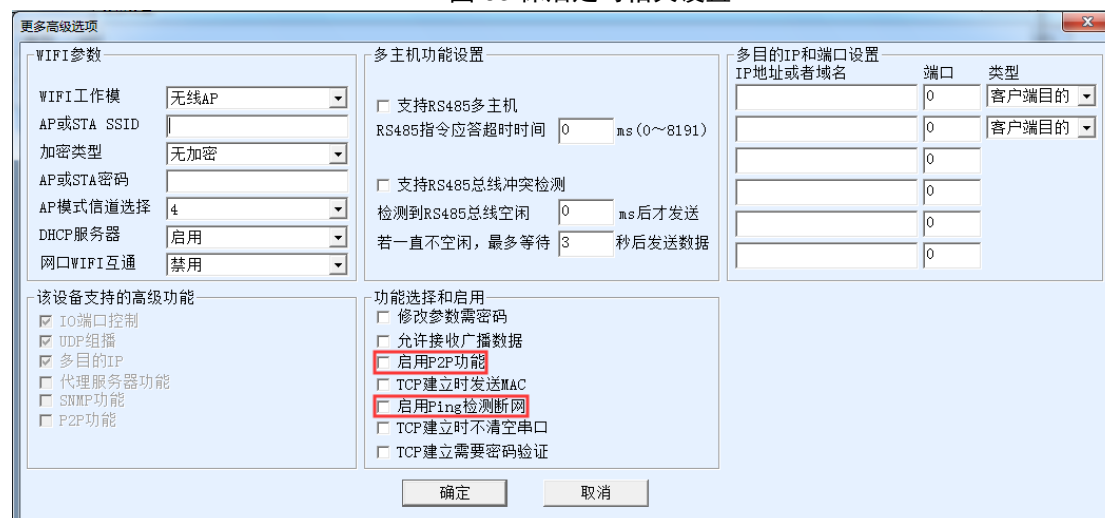 更多高级选项
WIFI参数
WIFI工作模 无线AP
AP或STA SSID
加密类型 无加密
AP或STA密码
AP模式信道选择 4
DHCP服务器 启用
网口WIFI互通 禁用
多主机功能设置
支持RS485多主机
RS485指令应答超时时间 0 ms(0~8191)
支持RS485总线冲突检测
检测到RS485总线空闲 0 ms后才发送
若一直不空闲,最多等待 3 秒后发送数据
多目的IP和端口设置
IP地址或者域名 端口 类型
0 客户端目的
0 客户端目的
0
0
0
0
该设备支持的高级功能
IO端口控制
UDP组播
多目的IP
代理服务器功能
SNMP功能
P2P功能
功能选择和启用
修改参数需密码
允许接收广播数据
启用P2P功能
TCP建立时发送MAC
启用Ping检测断网
TCP建立时不清空串口
TCP建立需要密码验证
确定 取消